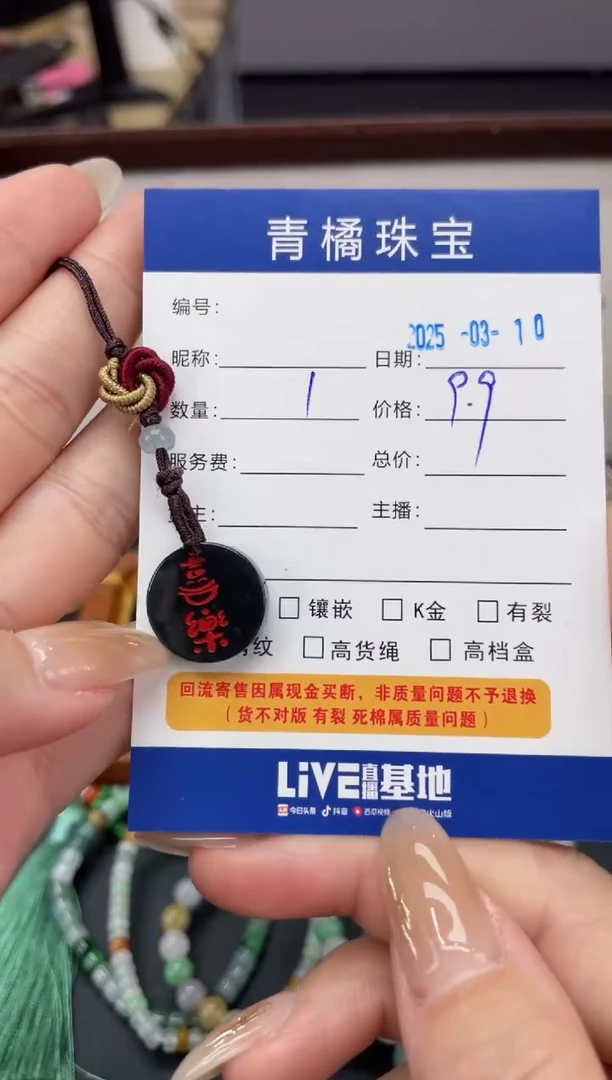 青橘珠宝
编号：
2025 -03- 10
昵称： 日期：
数量： 1 价格： 9.9
服务费： 总价：
主： 主播：
喜
樂
镶嵌 K金 有裂
纹 高货绳 高档盒
回流寄售因属现金买断，非质量问题不予退换
（货不对版 有裂 死棉属质量问题）
LiVE直播基地
今日头条 抖音 西瓜视频 火山版